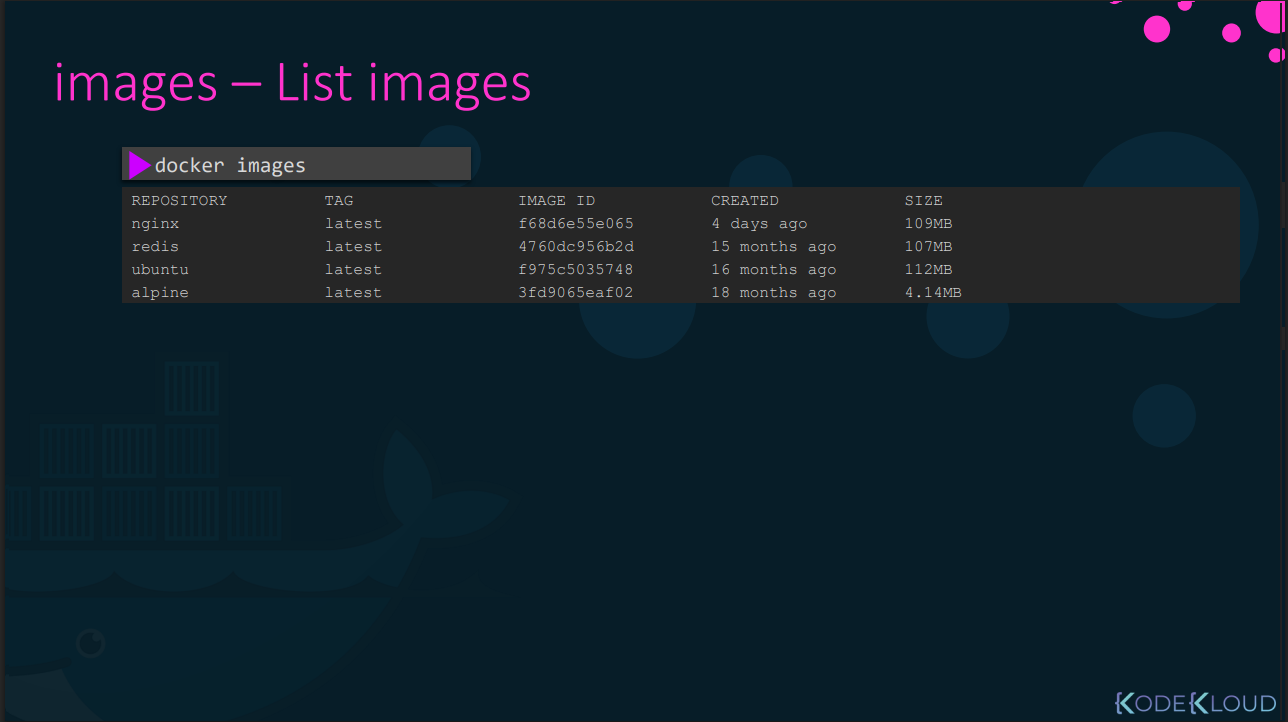 images – List images
docker images
REPOSITORY TAG IMAGE ID CREATED SIZE
nginx latest f68d6e55e065 4 days ago 109MB
redis latest 4760dc956b2d 15 months ago 107MB
ubuntu latest f975c5035748 16 months ago 112MB
alpine latest 3fd9065eaf02 18 months ago 4.14MB
KODEKLOUD